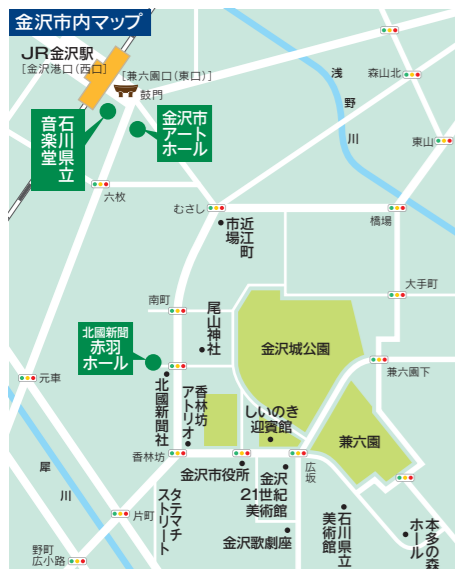 金沢市内マップ
JR金沢駅
[金沢港口(西口)]
[兼六園口(東口)]
鼓門
浅野川
森山北
石川県立
音楽堂
金沢市
アート
ホール
東山
六枚
むさし
橋場
近江町
市場
大手町
南町
尾山神社
金沢城公園
北國新聞
赤羽
ホール
兼六園下
元車
北國新聞社
香林坊
アトリオ
しいのき
迎賓館
兼六園
香林坊
金沢市役所
広坂
金沢
21世紀
美術館
犀川
片町
タテマチ
ストリート
石川県立
美術館
本多の森
ホール
金沢歌劇座
野町
広小路